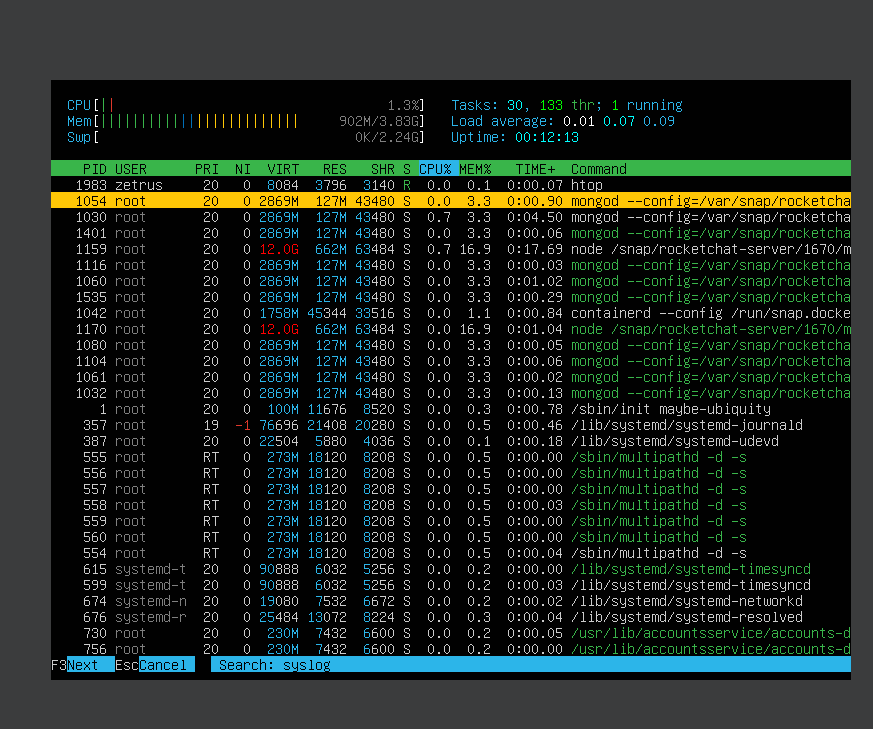 CPU[|| 1.3%] Tasks: 30, 133 thr; 1 running
Mem[||||||||||||||||||||||||| 902M/3.83G] Load average: 0.01 0.07 0.09
Swp[ 0K/2.24G] Uptime: 00:12:13
PID USER PRI NI VIRT RES SHR S CPU% MEM% TIME+ Command
1983 zetrus 20 0 8084 3796 3140 R 0.0 0.1 0:00.07 htop
1054 root 20 0 2869M 127M 43480 S 0.0 3.3 0:00.90 mongod --config=/var/snap/rocketcha
1030 root 20 0 2869M 127M 43480 S 0.7 3.3 0:04.50 mongod --config=/var/snap/rocketcha
1401 root 20 0 2869M 127M 43480 S 0.0 3.3 0:00.06 mongod --config=/var/snap/rocketcha
1159 root 20 0 12.0G 662M 63484 S 0.7 16.9 0:17.69 node /snap/rocketchat-server/1670/m
1116 root 20 0 2869M 127M 43480 S 0.0 3.3 0:00.03 mongod --config=/var/snap/rocketcha
1060 root 20 0 2869M 127M 43480 S 0.0 3.3 0:01.02 mongod --config=/var/snap/rocketcha
1535 root 20 0 2869M 127M 43480 S 0.0 3.3 0:00.29 mongod --config=/var/snap/rocketcha
1042 root 20 0 1758M 45344 33516 S 0.0 1.1 0:00.84 containerd --config /run/snap.docke
1170 root 20 0 12.0G 662M 63484 S 0.0 16.9 0:01.04 node /snap/rocketchat-server/1670/m
1080 root 20 0 2869M 127M 43480 S 0.0 3.3 0:00.05 mongod --config=/var/snap/rocketcha
1104 root 20 0 2869M 127M 43480 S 0.0 3.3 0:00.06 mongod --config=/var/snap/rocketcha
1061 root 20 0 2869M 127M 43480 S 0.0 3.3 0:00.02 mongod --config=/var/snap/rocketcha
1032 root 20 0 2869M 127M 43480 S 0.0 3.3 0:00.13 mongod --config=/var/snap/rocketcha
1 root 20 0 100M 11676 8520 S 0.0 0.3 0:00.78 /sbin/init maybe-ubiquity
357 root 19 -1 76696 21408 20280 S 0.0 0.5 0:00.46 /lib/systemd/systemd-journald
387 root 20 0 22504 5880 4036 S 0.0 0.1 0:00.18 /lib/systemd/systemd-udevd
555 root RT 0 273M 18120 8208 S 0.0 0.5 0:00.00 /sbin/multipathd -d -s
556 root RT 0 273M 18120 8208 S 0.0 0.5 0:00.00 /sbin/multipathd -d -s
557 root RT 0 273M 18120 8208 S 0.0 0.5 0:00.00 /sbin/multipathd -d -s
558 root RT 0 273M 18120 8208 S 0.0 0.5 0:00.03 /sbin/multipathd -d -s
559 root RT 0 273M 18120 8208 S 0.0 0.5 0:00.00 /sbin/multipathd -d -s
560 root RT 0 273M 18120 8208 S 0.0 0.5 0:00.00 /sbin/multipathd -d -s
554 root RT 0 273M 18120 8208 S 0.0 0.5 0:00.04 /sbin/multipathd -d -s
615 systemd-t 20 0 90888 6032 5256 S 0.0 0.2 0:00.00 /lib/systemd/systemd-timesyncd
599 systemd-t 20 0 90888 6032 5256 S 0.0 0.2 0:00.03 /lib/systemd/systemd-timesyncd
674 systemd-n 20 0 19080 7532 6672 S 0.0 0.2 0:00.02 /lib/systemd/systemd-networkd
676 systemd-r 20 0 25484 13072 8224 S 0.0 0.3 0:00.04 /lib/systemd/systemd-resolved
730 root 20 0 230M 7432 6600 S 0.0 0.2 0:00.05 /usr/lib/accountsservice/accounts-d
756 root 20 0 230M 7432 6600 S 0.0 0.2 0:00.00 /usr/lib/accountsservice/accounts-d
F3Next EscCancel Search: syslog